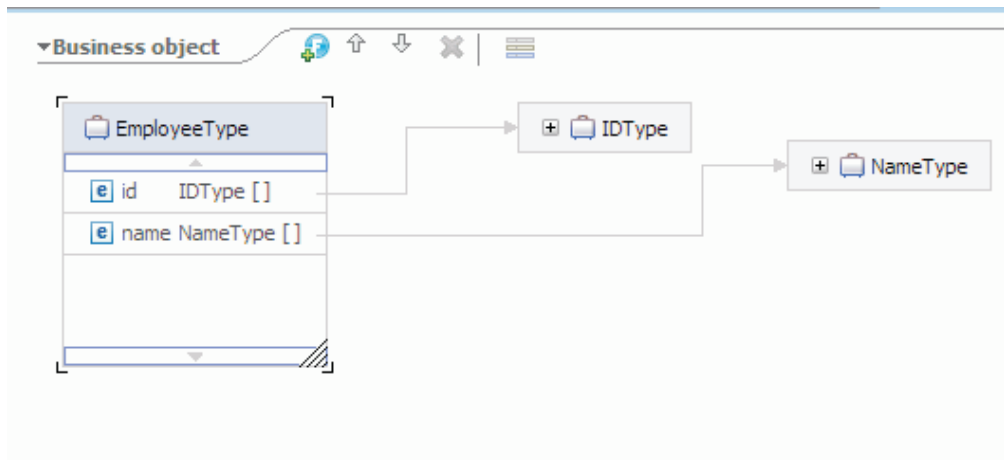 Business object
EmployeeType
IDType
NameType
id IDType []
name NameType []